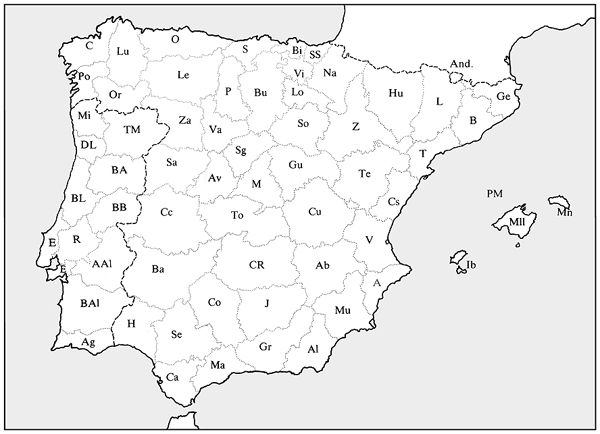 C
Lu
O
S
Bi
SS
Po
Le
Vi
Na
And.
Or
P
Bu
Lo
Hu
L
Ge
Mi
TM
Za
Va
So
Z
B
DL
Sg
T
BA
Sa
Av
M
Gu
Te
BL
BB
Cc
To
Cu
Cs
PM
Mll
Mn
E
R
V
E
AAl
Ba
CR
Ab
A
Ib
BAl
H
Co
J
Mu
Ag
Se
Gr
Al
Ca
Ma